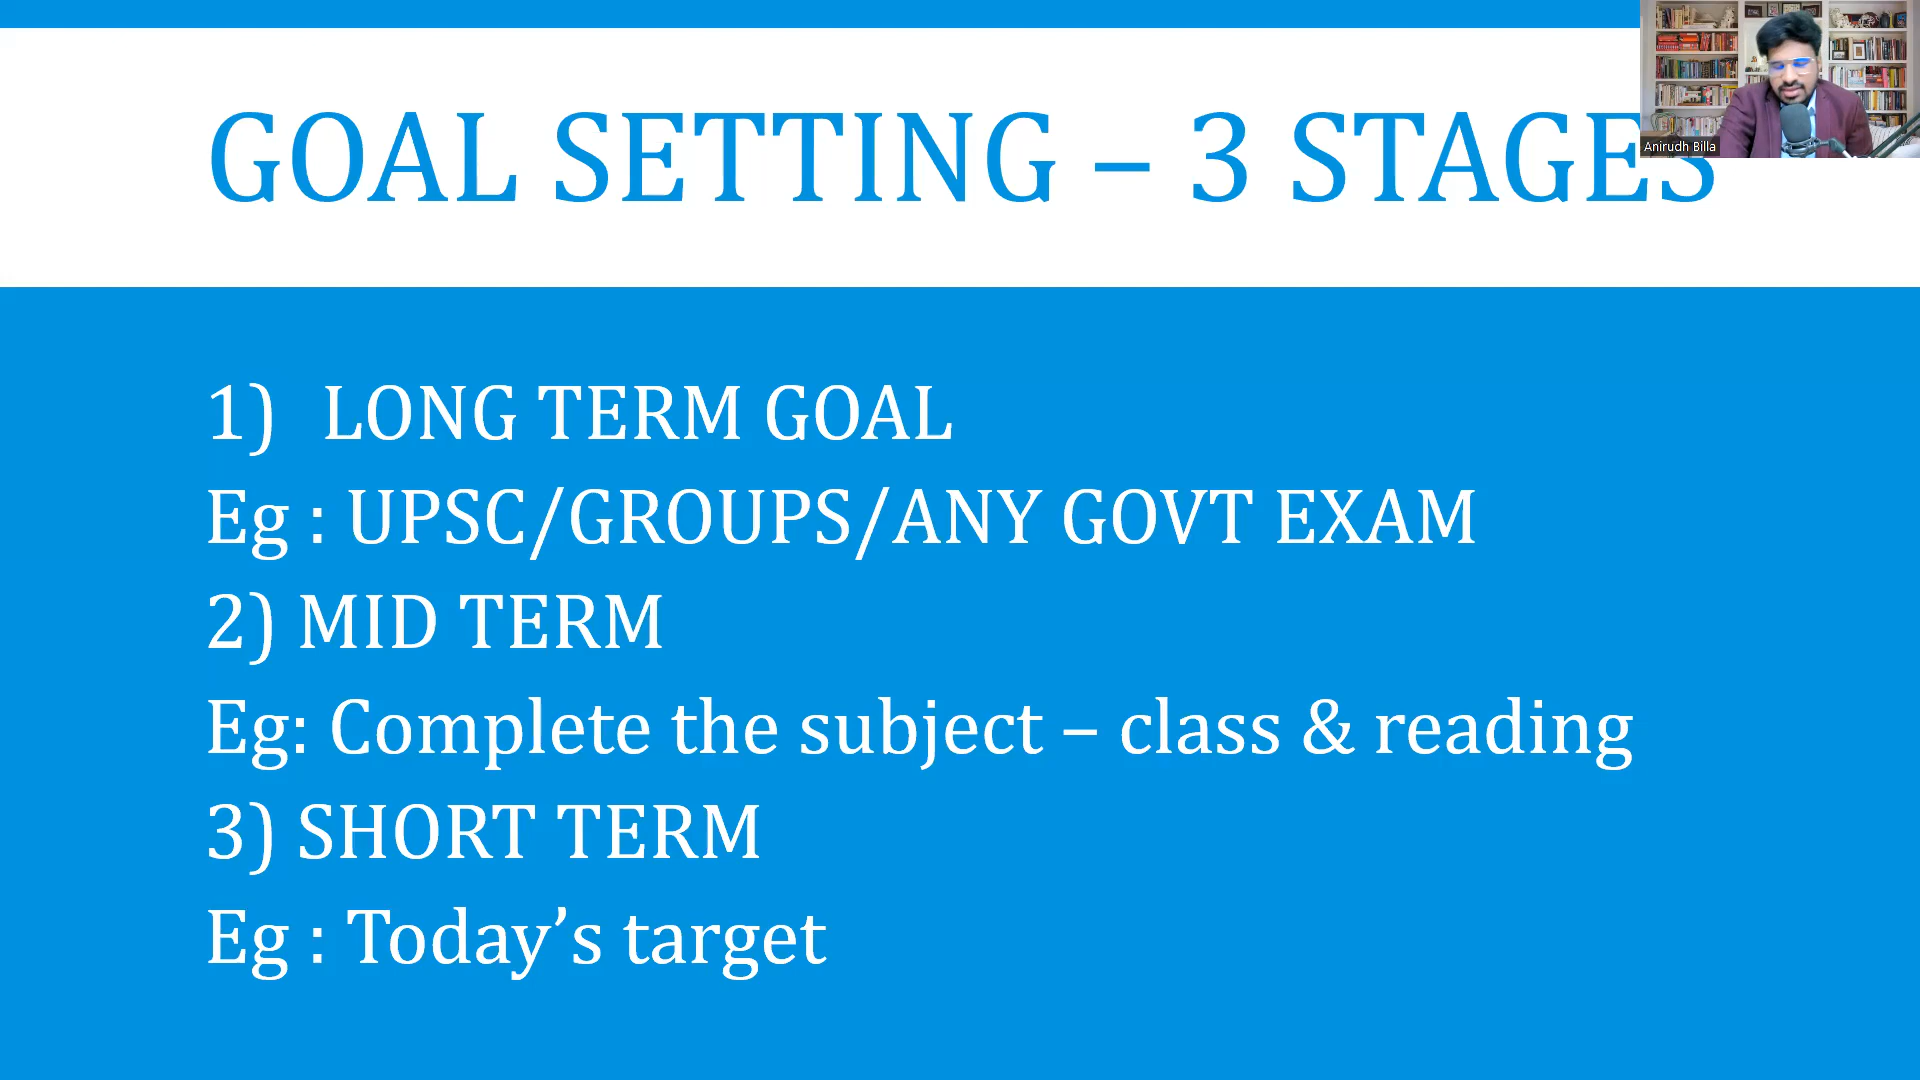 GOAL SETTING – 3 STAGES
Anirudh Billa
1) LONG TERM GOAL
Eg : UPSC/GROUPS/ANY GOVT EXAM
2) MID TERM
Eg: Complete the subject – class & reading
3) SHORT TERM
Eg : Today’s target